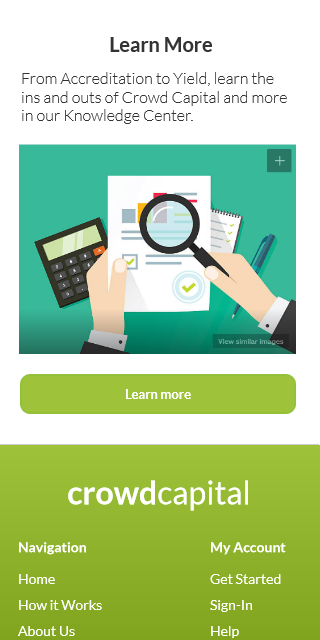 Learn More
From Accreditation to Yield, learn the
ins and outs of Crowd Capital and more
in our Knowledge Center.
View similar images
Learn more
crowdcapital
Navigation
My Account
Home
Get Started
How it Works
Sign-In
About Us
Help